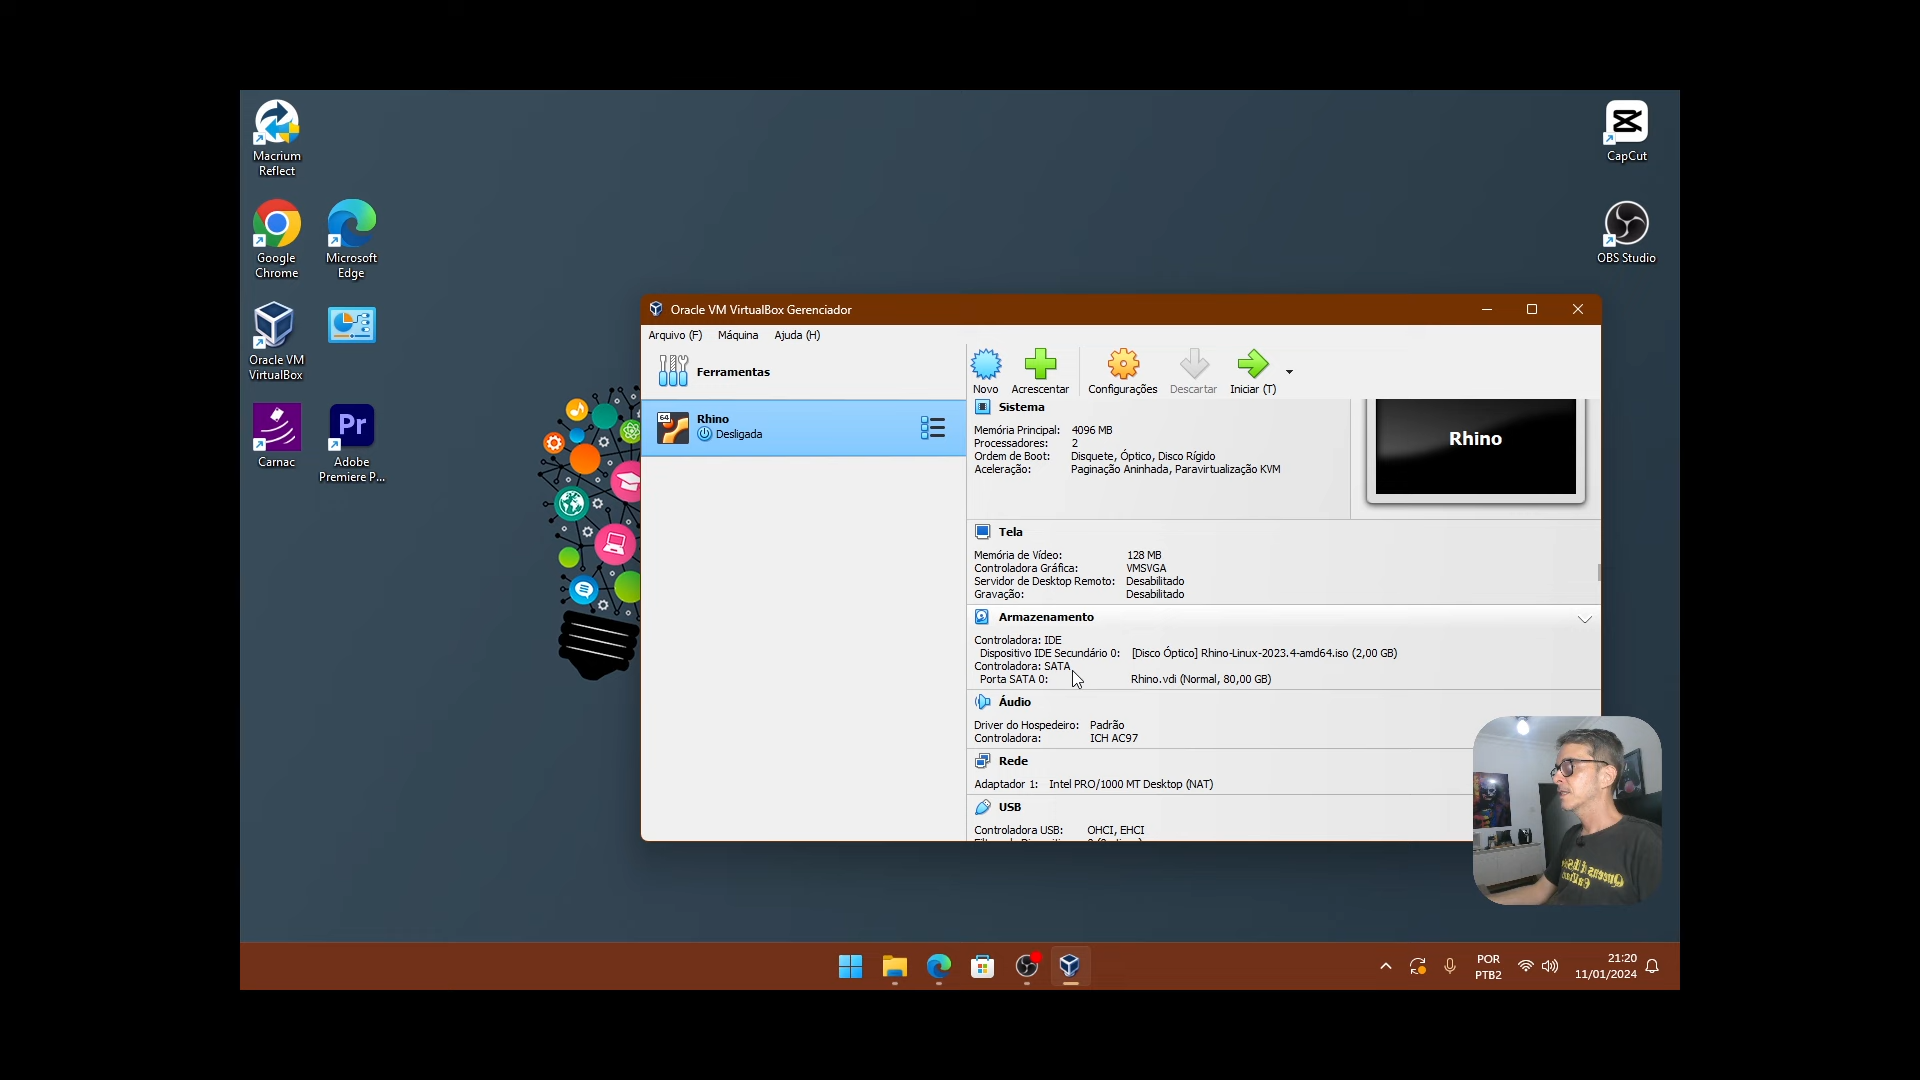 Macrium
Reflect
Google
Chrome
Microsoft
Edge
Oracle VM
VirtualBox
Carnac
Pr
Adobe
Premiere P...
CapCut
OBS Studio
Oracle VM VirtualBox Gerenciador
Arquivo (F) Máquina Ajuda (H)
Ferramentas
Novo Acrescentar Configurações Descartar Iniciar (T)
64
Rhino
Desligada
Sistema
Memória Principal: 4096 MB
Processadores: 2
Ordem de Boot: Disquete, Óptico, Disco Rígido
Aceleração: Paginação Aninhada, Paravirtualização KVM
Rhino
Tela
Memória de Vídeo: 128 MB
Controladora Gráfica: VMSVGA
Servidor de Desktop Remoto: Desabilitado
Gravação: Desabilitado
Armazenamento
Controladora: IDE
Dispositivo IDE Secundário 0: [Disco Óptico] Rhino-Linux-2023.4-amd64.iso (2,00 GB)
Controladora: SATA
Porta SATA 0: Rhino.vdi (Normal, 80,00 GB)
Áudio
Driver do Hospedeiro: Padrão
Controladora: ICH AC97
Rede
Adaptador 1: Intel PRO/1000 MT Desktop (NAT)
USB
Controladora USB: OHCI, EHCI
POR
PTB2
21:20
11/01/2024